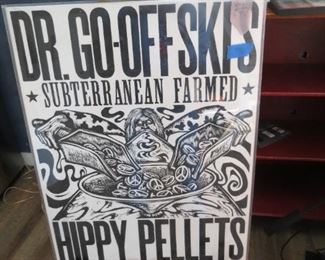 DR. GO-OFFSKI'S
★ SUBTERRANEAN FARMED ★
HIPPY PELLETS